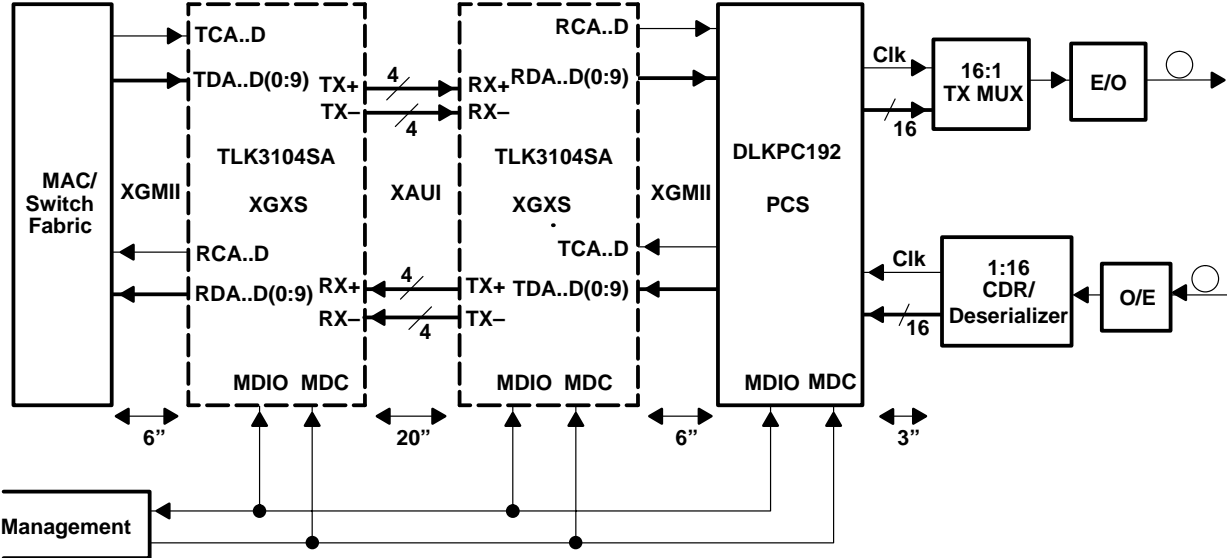 MAC/
Switch
Fabric
XGMII
TCA..D
TDA..D(0:9)
TX+
TX–
TLK3104SA
XGXS
RCA..D
RDA..D(0:9)
RX+
RX–
MDIO MDC
4
4
XAUI
4
4
RCA..D
RX+ RDA..D(0:9)
RX–
TLK3104SA
XGXS
TCA..D
TX+ TDA..D(0:9)
TX–
MDIO MDC
XGMII
DLKPC192
PCS
MDIO MDC
Clk
16
16:1
TX MUX
E/O
Clk
16
1:16
CDR/
Deserializer
O/E
6”
20”
6”
3”
Management